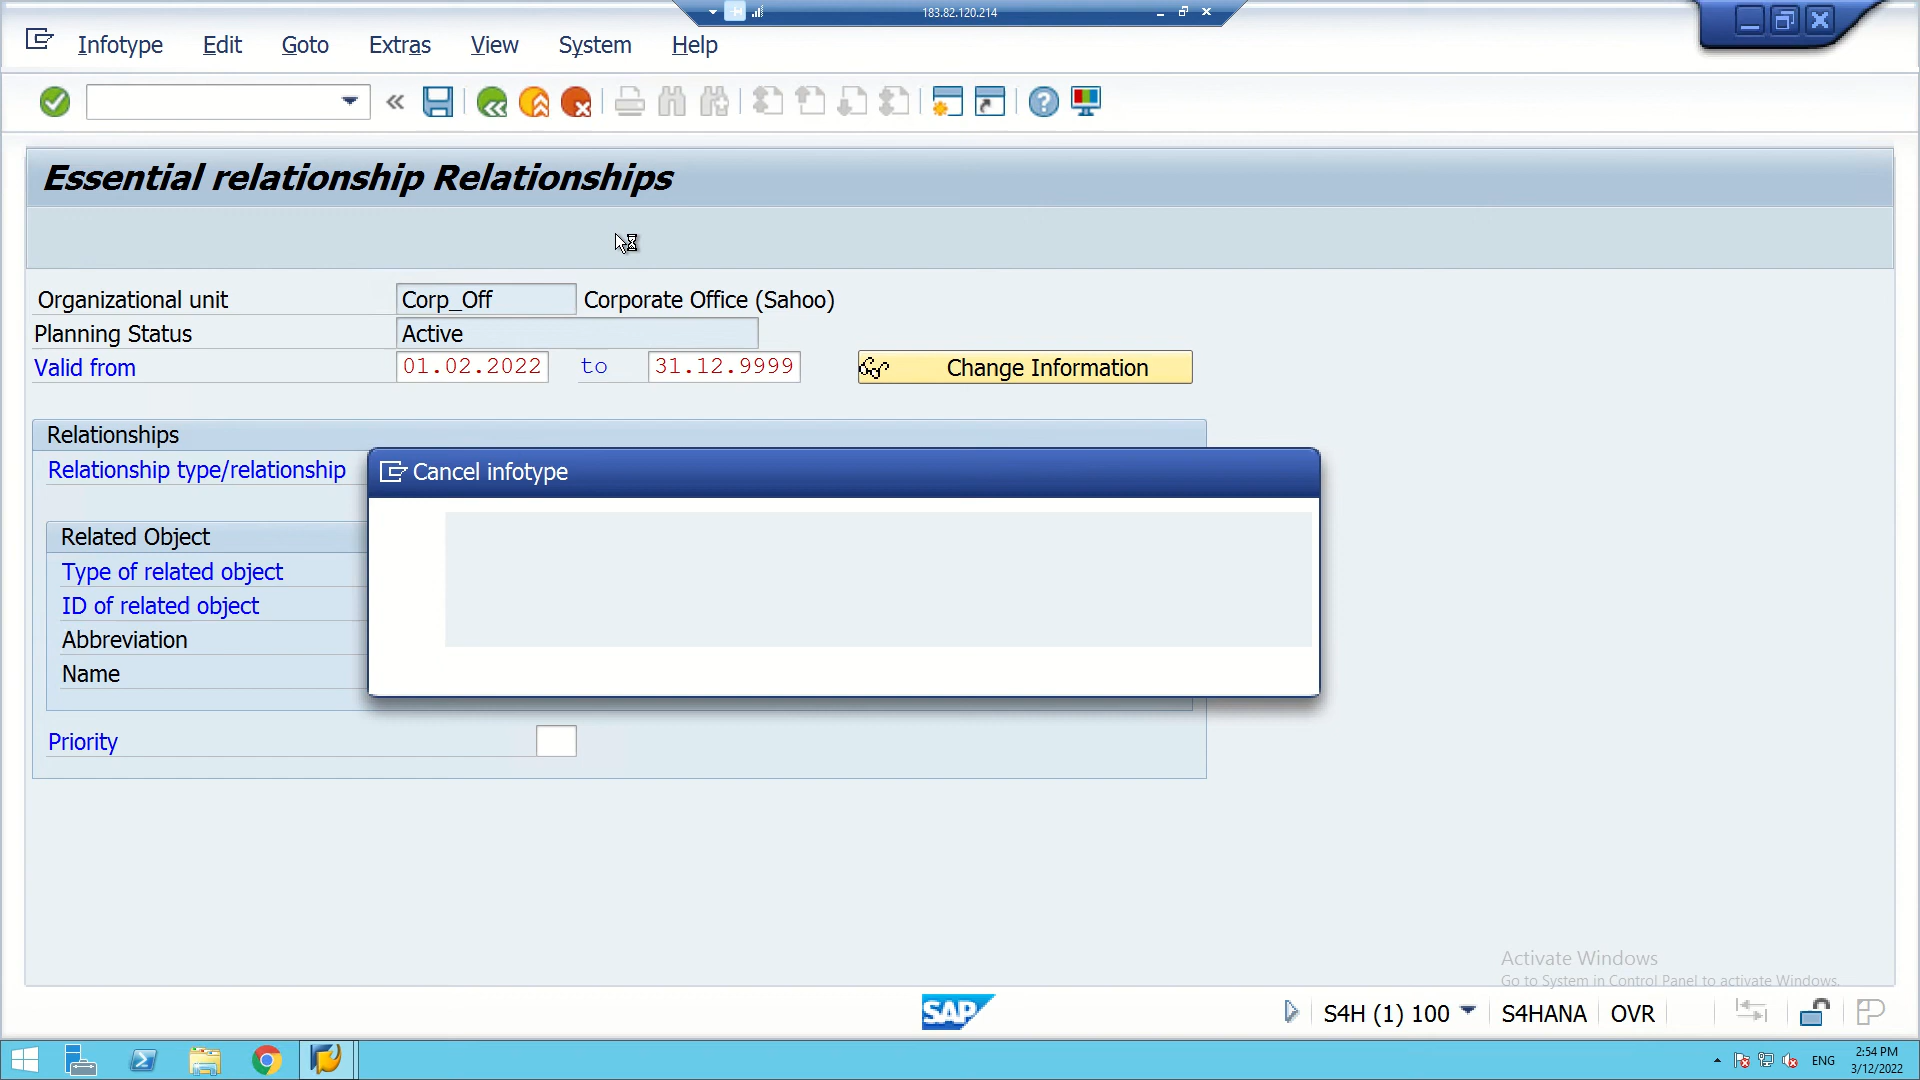 183.82.120.214
Infotype Edit Goto Extras View System Help
Essential relationship Relationships
Organizational unit Corp_Off Corporate Office (Sahoo)
Planning Status Active
Valid from 01.02.2022 to 31.12.9999 Change Information
Relationships
Relationship type/relationship
Cancel infotype
Related Object
Type of related object
ID of related object
Abbreviation
Name
Priority
Activate Windows
Go to System in Control Panel to activate Windows.
SAP S4H (1) 100 S4HANA OVR
ENG 2:54 PM
3/12/2022